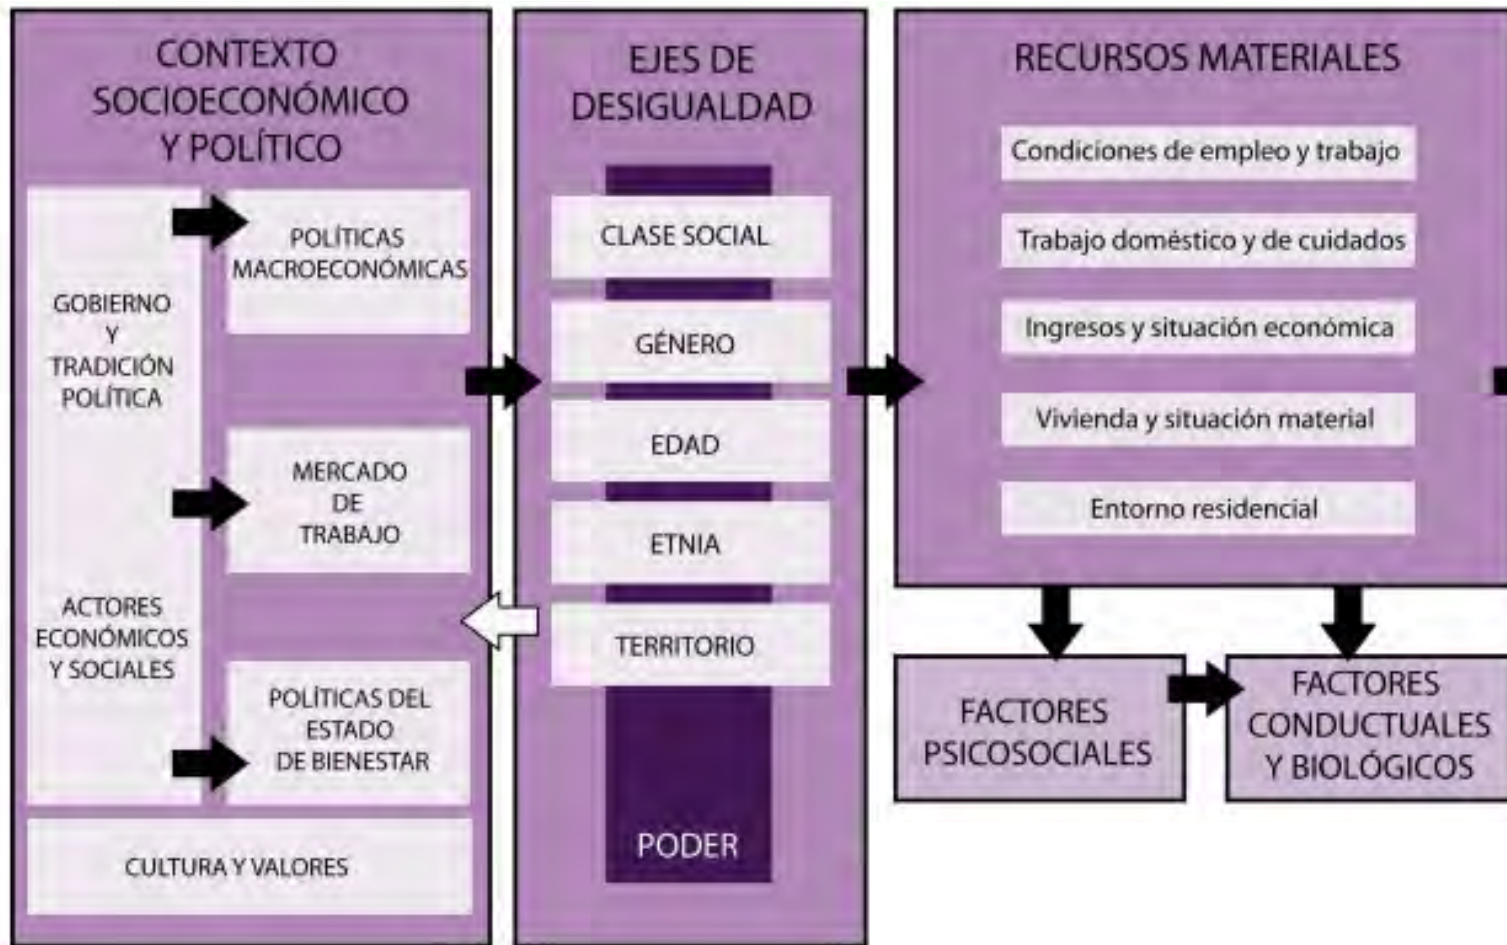 CONTEXTO
SOCIOECONÓMICO
Y POLÍTICO
GOBIERNO
Y
TRADICIÓN
POLÍTICA
ACTORES
ECONÓMICOS
Y SOCIALES
POLÍTICAS
MACROECONÓMICAS
MERCADO
DE
TRABAJO
POLÍTICAS DEL
ESTADO
DE BIENESTAR
CULTURA Y VALORES
EJES DE
DESIGUALDAD
CLASE SOCIAL
GÉNERO
EDAD
ETNIA
TERRITORIO
PODER
RECURSOS MATERIALES
Condiciones de empleo y trabajo
Trabajo doméstico y de cuidados
Ingresos y situación económica
Vivienda y situación material
Entorno residencial
FACTORES
PSICOSOCIALES
FACTORES
CONDUCTUALES
Y BIOLÓGICOS